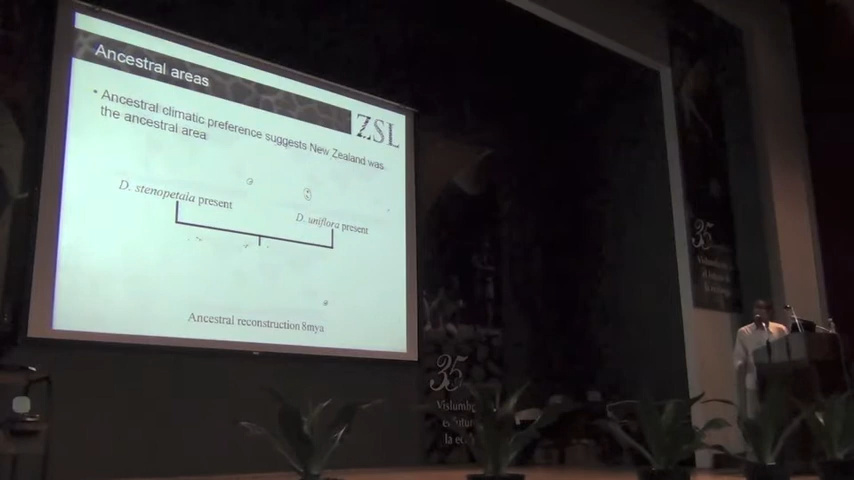 Ancestral areas
• Ancestral climatic preference suggests New Zealand was
the ancestral area
ZSL
D. stenopetala present
D. uniflora present
Ancestral reconstruction 8mya
35
35